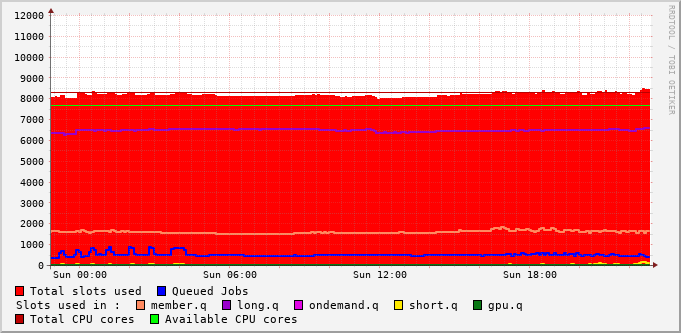 12000
11000
10000
9000
8000
7000
6000
5000
4000
3000
2000
1000
0
Sun 00:00 Sun 06:00 Sun 12:00 Sun 18:00
RRDTOOL / TOBI OETIKER
Total slots used Queued Jobs
Slots used in : member.q long.q ondemand.q short.q gpu.q
Total CPU cores Available CPU cores